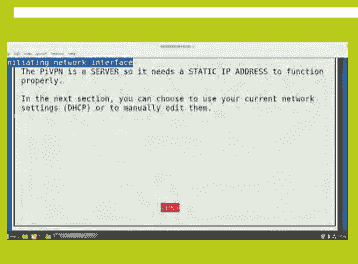 nitiating network interface
The PiVPN is a SERVER so it needs a STATIC IP ADDRESS to function
properly.
In the next section, you can choose to use your current network
settings (DHCP) or to manually edit them.